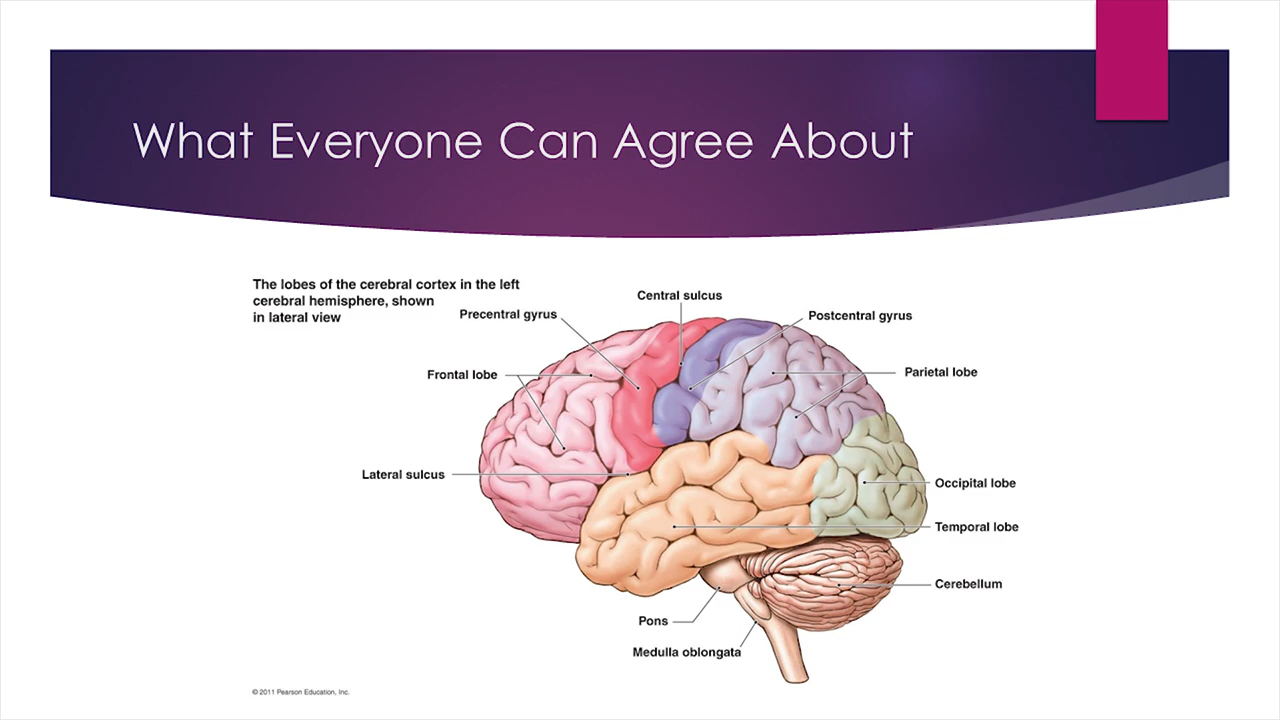 What Everyone Can Agree About
The lobes of the cerebral cortex in the left
cerebral hemisphere, shown
in lateral view
Central sulcus
Precentral gyrus
Postcentral gyrus
Frontal lobe
Parietal lobe
Lateral sulcus
Occipital lobe
Temporal lobe
Cerebellum
Pons
Medulla oblongata
© 2011 Pearson Education, Inc.